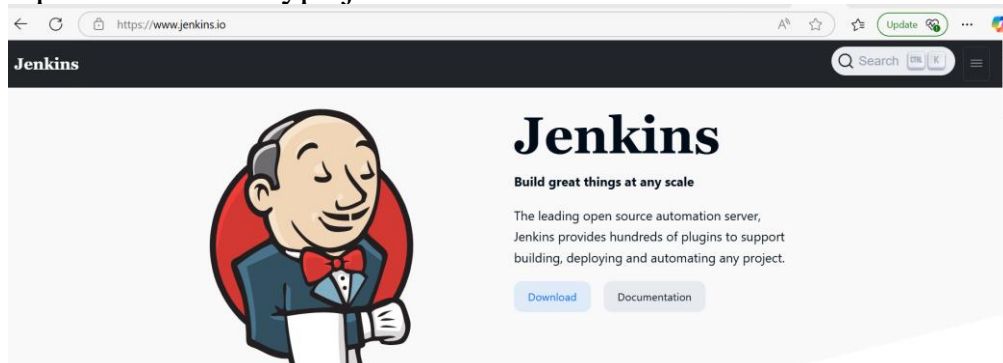 https://www.jenkins.io
Update
Jenkins
Search CTRL K
Jenkins
Build great things at any scale
The leading open source automation server,
Jenkins provides hundreds of plugins to support
building, deploying and automating any project.
Download Documentation